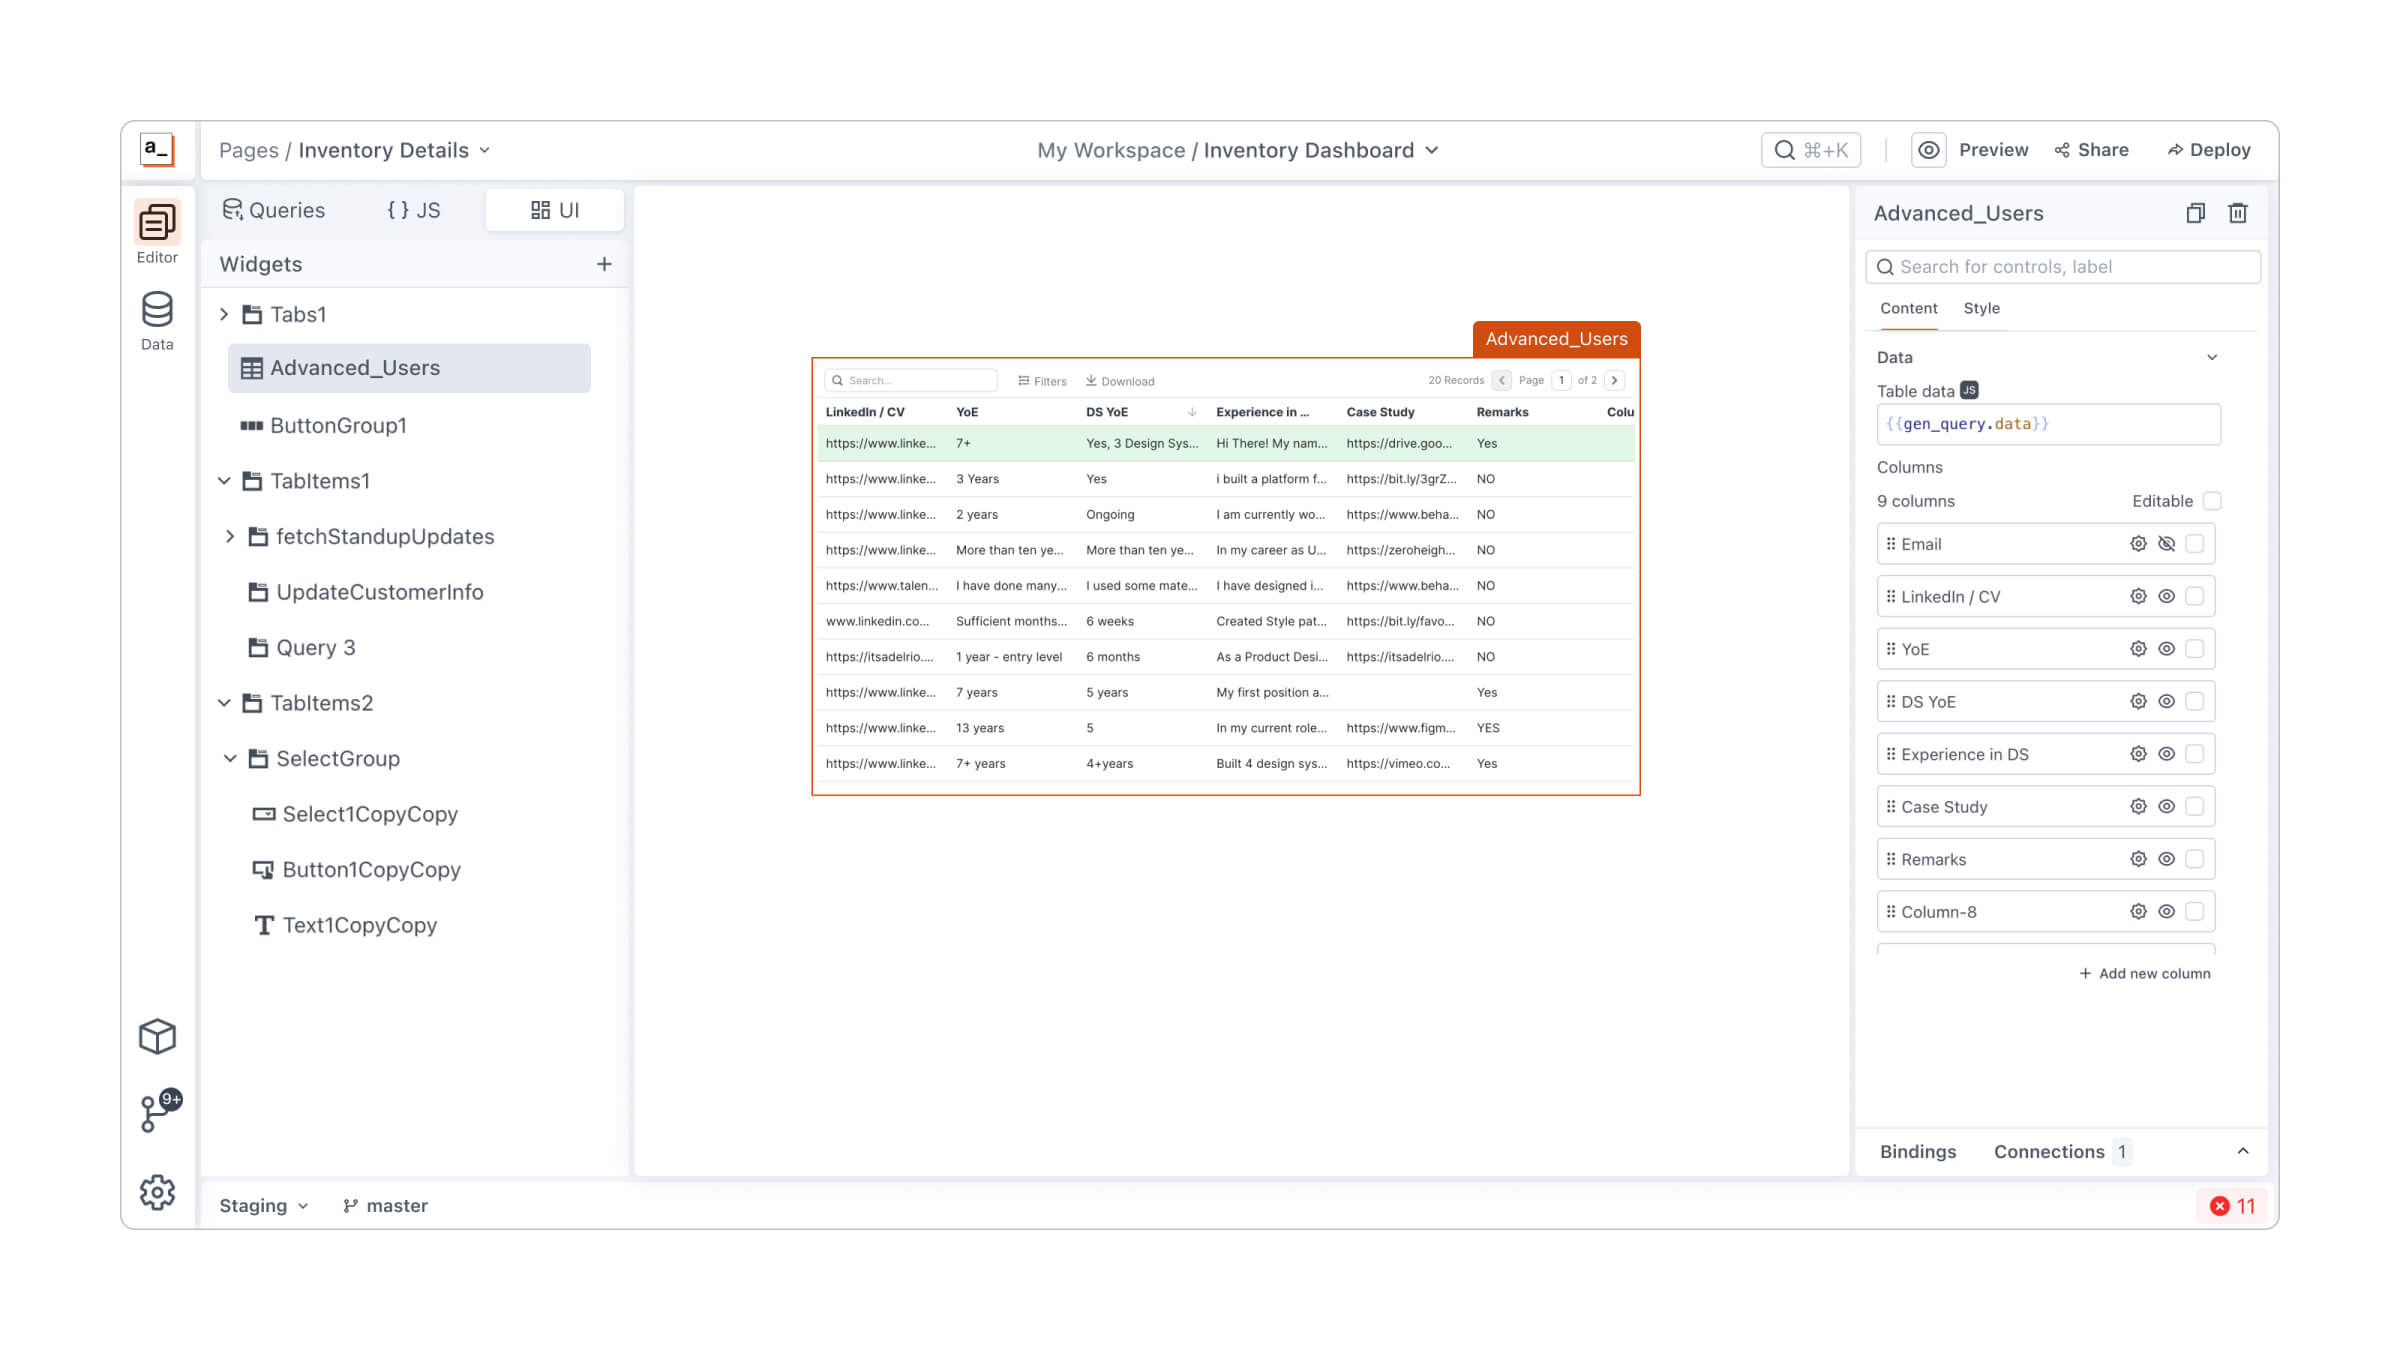 a_
Pages / Inventory Details
My Workspace / Inventory Dashboard
⌘+K
Preview
Share
Deploy
Editor
Data
Queries
{ } JS
UI
Widgets
Tabs1
Advanced_Users
ButtonGroup1
TabItems1
fetchStandupUpdates
UpdateCustomerInfo
Query 3
TabItems2
SelectGroup
Select1CopyCopy
Button1CopyCopy
Text1CopyCopy
9+
Advanced_Users
Search... Filters Download 20 Records Page 1 of 2
LinkedIn / CV YoE DS YoE Experience in ... Case Study Remarks Colu
https://www.linke... 7+ Yes, 3 Design Sys... Hi There! My nam... https://drive.goo... Yes
https://www.linke... 3 Years Yes i built a platform f... https://bit.ly/3grZ... NO
https://www.linke... 2 years Ongoing I am currently wo... https://www.beha... NO
https://www.linke... More than ten ye... More than ten ye... In my career as U... https://zeroheigh... NO
https://www.talen... I have done many... I used some mate... I have designed i... https://www.beha... NO
www.linkedin.co... Sufficient months... 6 weeks Created Style pat... https://bit.ly/favo... NO
https://itsadelrio.... 1 year - entry level 6 months As a Product Desi... https://itsadelrio.... NO
https://www.linke... 7 years 5 years My first position a... Yes
https://www.linke... 13 years 5 In my current role... https://www.figm... YES
https://www.linke... 7+ years 4+years Built 4 design sys... https://vimeo.co... Yes
Advanced_Users
Search for controls, label
Content Style
Data
Table data JS
{{gen_query.data}}
Columns
9 columns Editable
Email
LinkedIn / CV
YoE
DS YoE
Experience in DS
Case Study
Remarks
Column-8
+ Add new column
Bindings Connections 1
Staging master
11